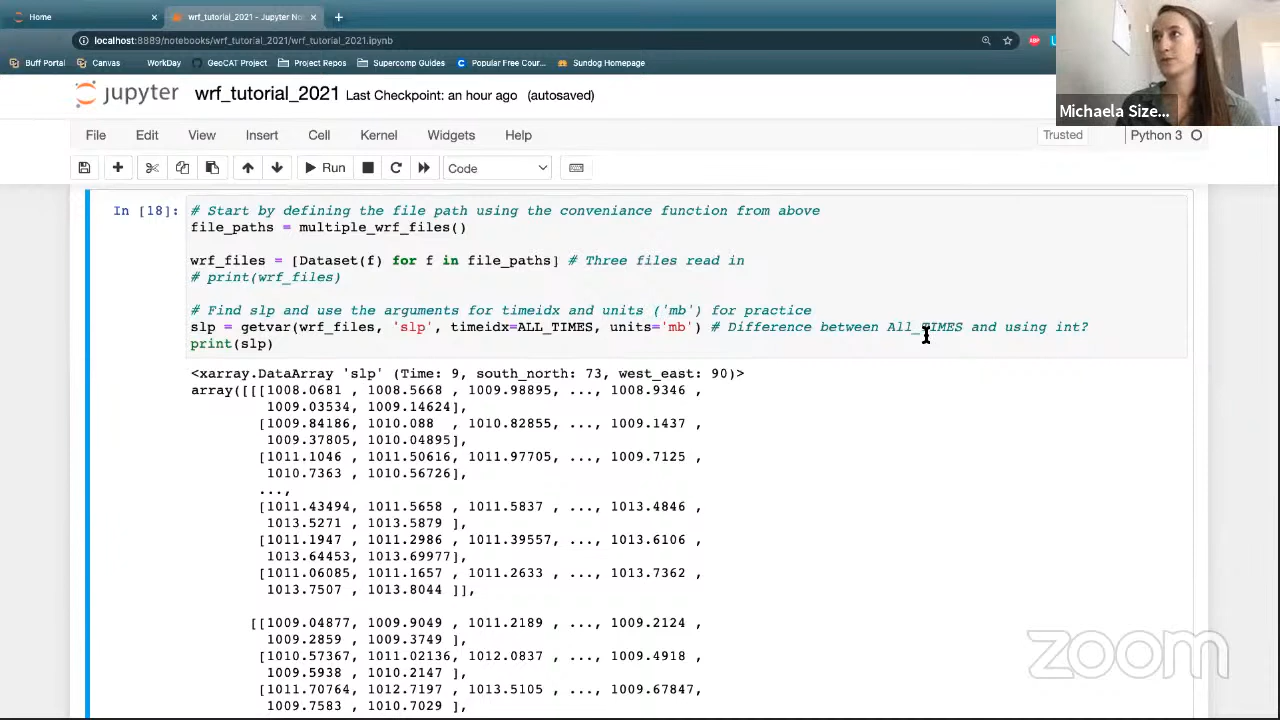 Home
wrf_tutorial_2021 - Jupyter No
localhost:8889/notebooks/wrf_tutorial_2021/wrf_tutorial_2021.ipynb
Buff Portal Canvas WorkDay GeoCAT Project Project Repos Supercomp Guides Popular Free Cour... Sundog Homepage
jupyter wrf_tutorial_2021 Last Checkpoint: an hour ago (autosaved)
Michaela Size...
File Edit View Insert Cell Kernel Widgets Help Trusted Python 3
Run Code
In [18]: # Start by defining the file path using the conveniance function from above
file_paths = multiple_wrf_files()
wrf_files = [Dataset(f) for f in file_paths] # Three files read in
# print(wrf_files)
# Find slp and use the arguments for timeidx and units ('mb') for practice
slp = getvar(wrf_files, 'slp', timeidx=ALL_TIMES, units='mb') # Difference between All_TIMES and using int?
print(slp)
<xarray.DataArray 'slp' (Time: 9, south_north: 73, west_east: 90)>
array([[[1008.0681 , 1008.5668 , 1009.98895, ..., 1008.9346 ,
1009.03534, 1009.14624],
[1009.84186, 1010.088  , 1010.82855, ..., 1009.1437 ,
1009.37805, 1010.04895],
[1011.1046 , 1011.50616, 1011.97705, ..., 1009.7125 ,
1010.7363 , 1010.56726],
...,
[1011.43494, 1011.5658 , 1011.5837 , ..., 1013.4846 ,
1013.5271 , 1013.5879 ],
[1011.1947 , 1011.2986 , 1011.39557, ..., 1013.6106 ,
1013.64453, 1013.69977],
[1011.06085, 1011.1657 , 1011.2633 , ..., 1013.7362 ,
1013.7507 , 1013.8044 ]],
[[1009.04877, 1009.9049 , 1011.2189 , ..., 1009.2124 ,
1009.2859 , 1009.3749 ],
[1010.57367, 1011.02136, 1012.0837 , ..., 1009.4918 ,
1009.5938 , 1010.2147 ],
[1011.70764, 1012.7197 , 1013.5105 , ..., 1009.67847,
1009.7583 , 1010.7029 ],
zoom